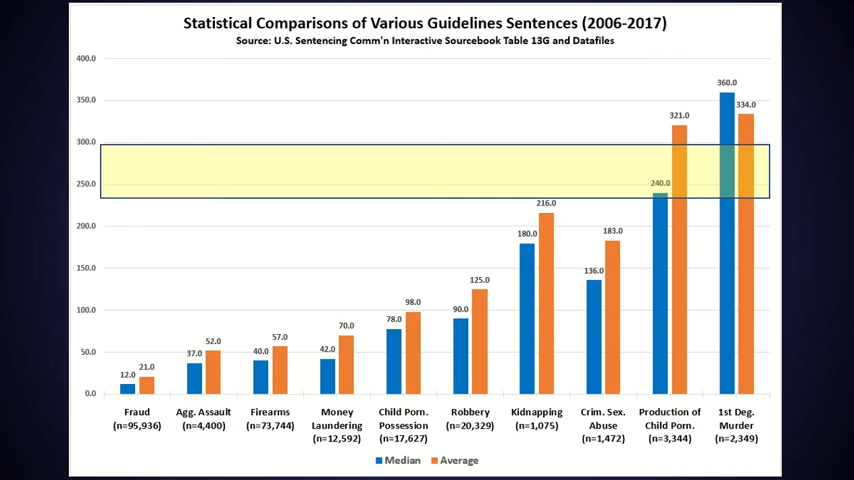 Statistical Comparisons of Various Guidelines Sentences (2006-2017)
Source: U.S. Sentencing Comm'n Interactive Sourcebook Table 13G and Datafiles
400.0
350.0
300.0
250.0
200.0
150.0
100.0
50.0
0.0
12.0 21.0
37.0 52.0
40.0 57.0
42.0 70.0
78.0 98.0
90.0 125.0
180.0 216.0
136.0 183.0
240.0 321.0
360.0 334.0
Fraud
(n=95,936)
Agg. Assault
(n=4,400)
Firearms
(n=73,744)
Money
Laundering
(n=12,592)
Child Porn.
Possession
(n=17,627)
Robbery
(n=20,329)
Kidnapping
(n=1,075)
Crim. Sex.
Abuse
(n=1,472)
Production of
Child Porn.
(n=3,344)
1st Deg.
Murder
(n=2,349)
Median Average